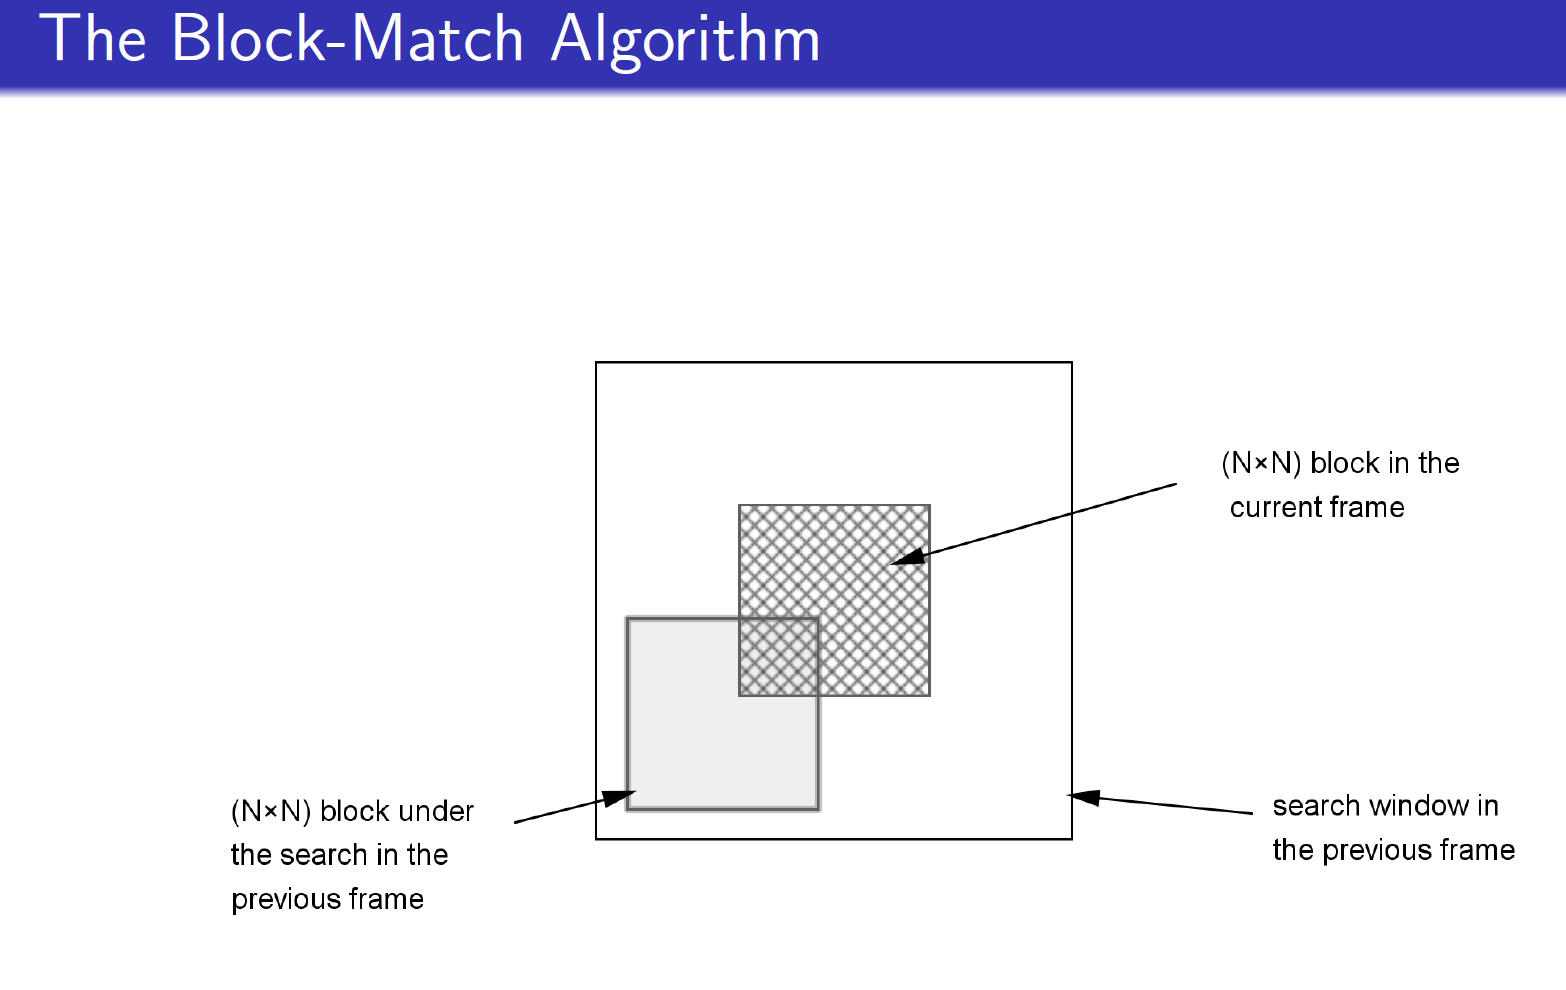 The Block-Match Algorithm
(N×N) block in the
current frame
(N×N) block under
the search in the
previous frame
search window in
the previous frame